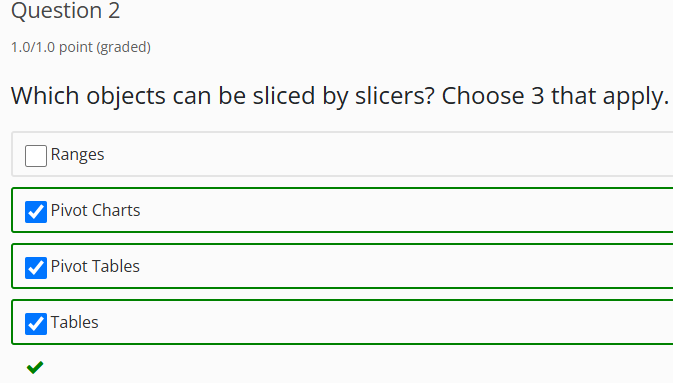 Question 2
1.0/1.0 point (graded)
Which objects can be sliced by slicers? Choose 3 that apply.
Ranges
Pivot Charts
Pivot Tables
Tables